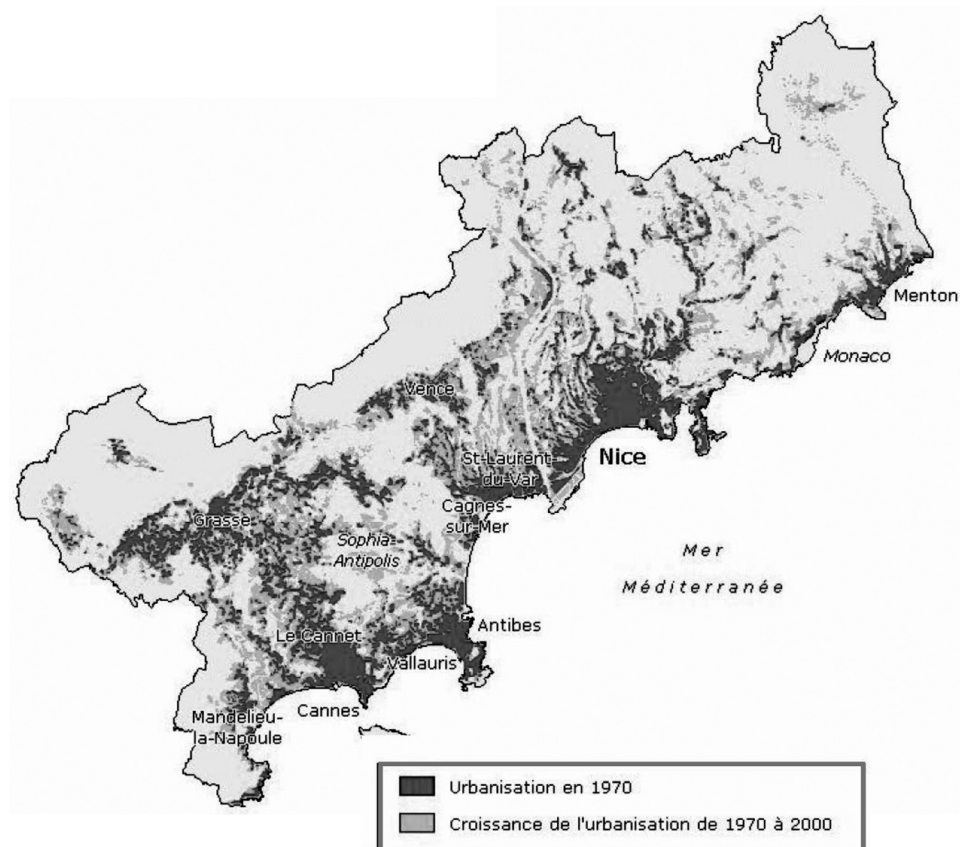 Menton
Monaco
Vence
Nice
St-Laurent-
du-Var
Cagnes-
sur-Mer
Grasse
Sophia-
Antipolis
Mer
Méditerranée
Antibes
Le Cannet
Vallauris
Cannes
Mandelieu-
la-Napoule
Urbanisation en 1970
Croissance de l'urbanisation de 1970 à 2000